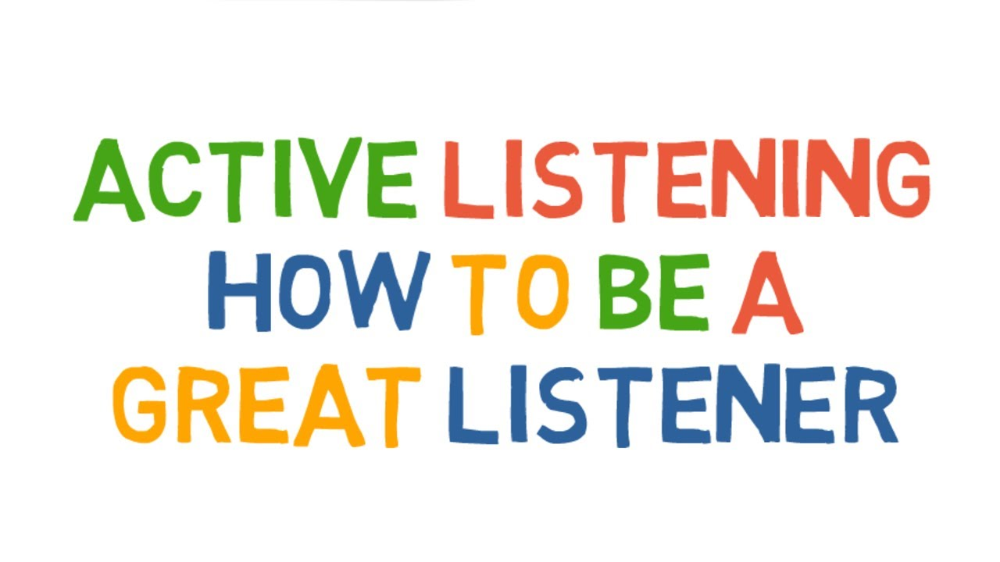 ACTIVE LISTENING
HOW TO BE A
GREAT LISTENER